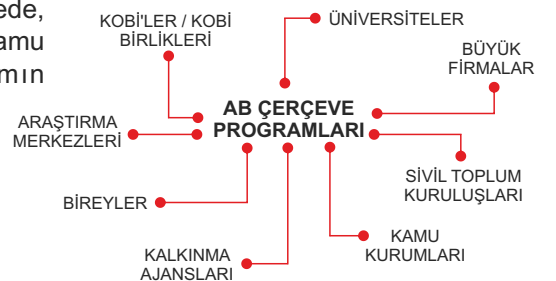 ede,
amu
ımın
KOBİ'LER / KOBİ
BİRLİKLERİ
ÜNİVERSİTELER
BÜYÜK
FİRMALAR
AB ÇERÇEVE
PROGRAMLARI
ARAŞTIRMA
MERKEZLERİ
SİVİL TOPLUM
KURULUŞLARI
BİREYLER
KAMU
KURUMLARI
KALKINMA
AJANSLARI